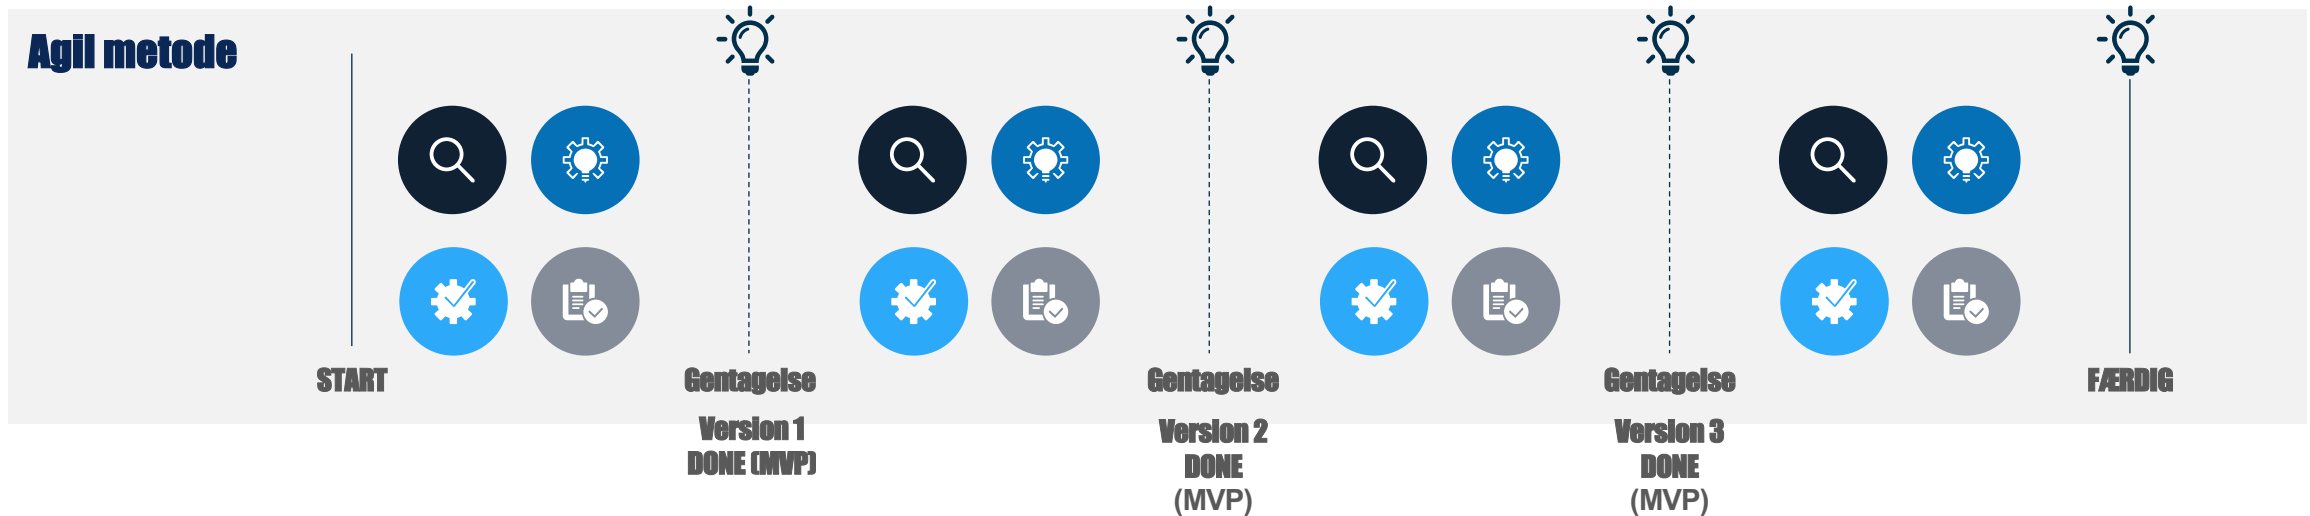 Agil metode
START
Gentagelse
Gentagelse
Gentagelse
FÆRDIG
Version 1
DONE (MVP)
Version 2
DONE
(MVP)
Version 3
DONE
(MVP)